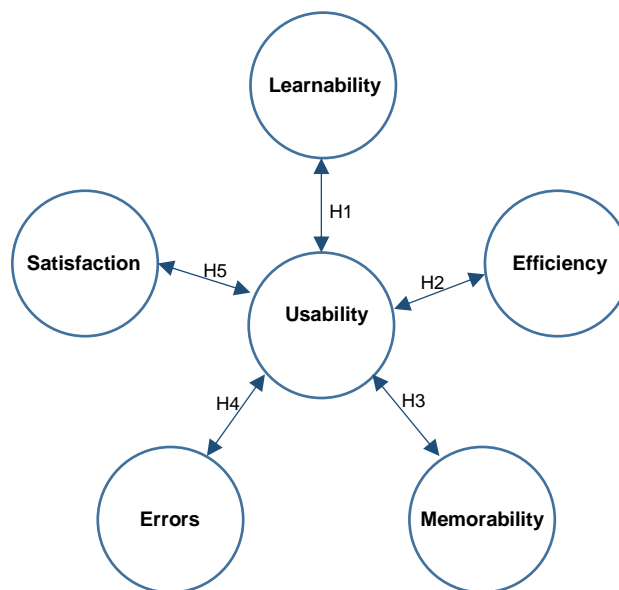 Learnability
H1
Satisfaction
H5
Efficiency
H2
Usability
H4
H3
Errors
Memorability